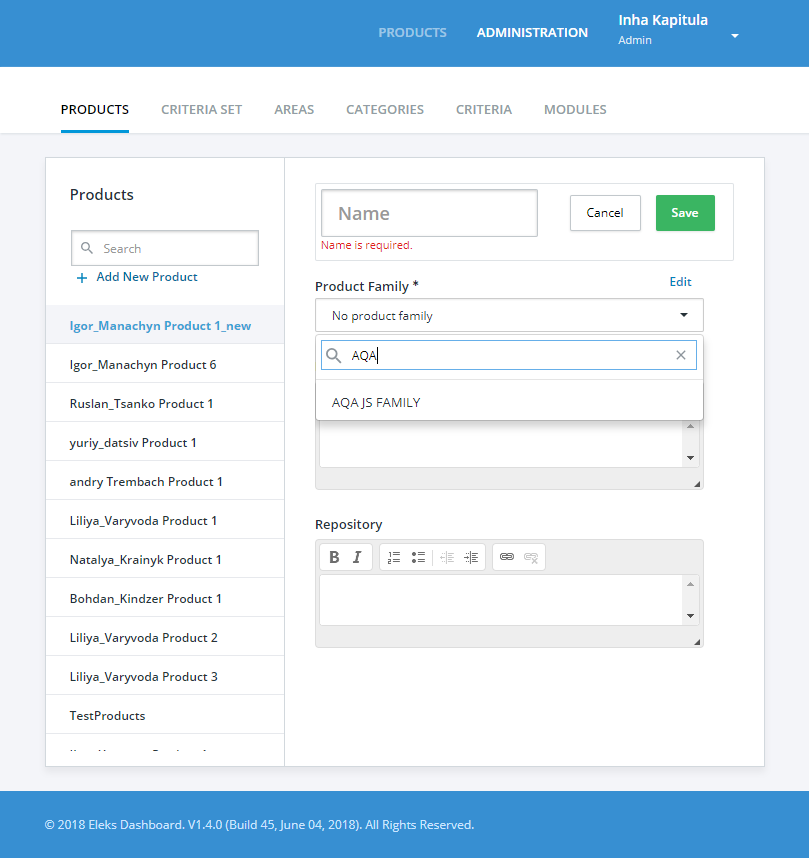 PRODUCTS ADMINISTRATION Inha Kapitula
Admin
PRODUCTS CRITERIA SET AREAS CATEGORIES CRITERIA MODULES
Products
Search
+ Add New Product
Igor_Manachyn Product 1_new
Igor_Manachyn Product 6
Ruslan_Tsanko Product 1
yuriy_datsiv Product 1
andry Trembach Product 1
Liliya_Varyvoda Product 1
Natalya_Krainyk Product 1
Bohdan_Kindzer Product 1
Liliya_Varyvoda Product 2
Liliya_Varyvoda Product 3
TestProducts
Name
Cancel
Save
Name is required.
Product Family *
Edit
No product family
AQA
AQA JS FAMILY
Repository
B I
© 2018 Eleks Dashboard. V1.4.0 (Build 45, June 04, 2018). All Rights Reserved.